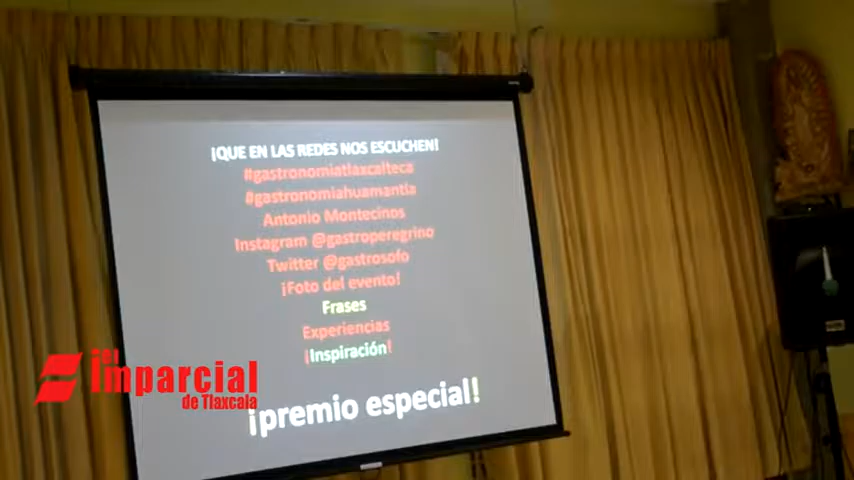 ¡QUE EN LAS REDES NOS ESCUCHEN!
#gastronomiatlaxcalteca
#gastronomiahuamantla
Antonio Montecinos
Instagram @gastroperegrino
Twitter @gastrosofo
¡Foto del evento!
Frases
Experiencias
¡Inspiración!
¡premio especial!
el
imparcial
de Tlaxcala